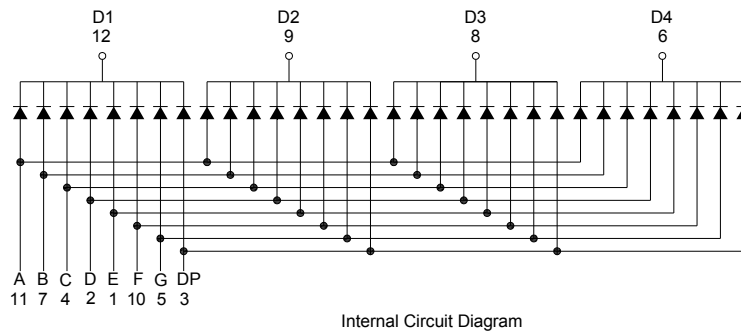 D1 D2 D3 D4
12 9 8 6
A B C D E F G DP
11 7 4 2 1 10 5 3
Internal Circuit Diagram